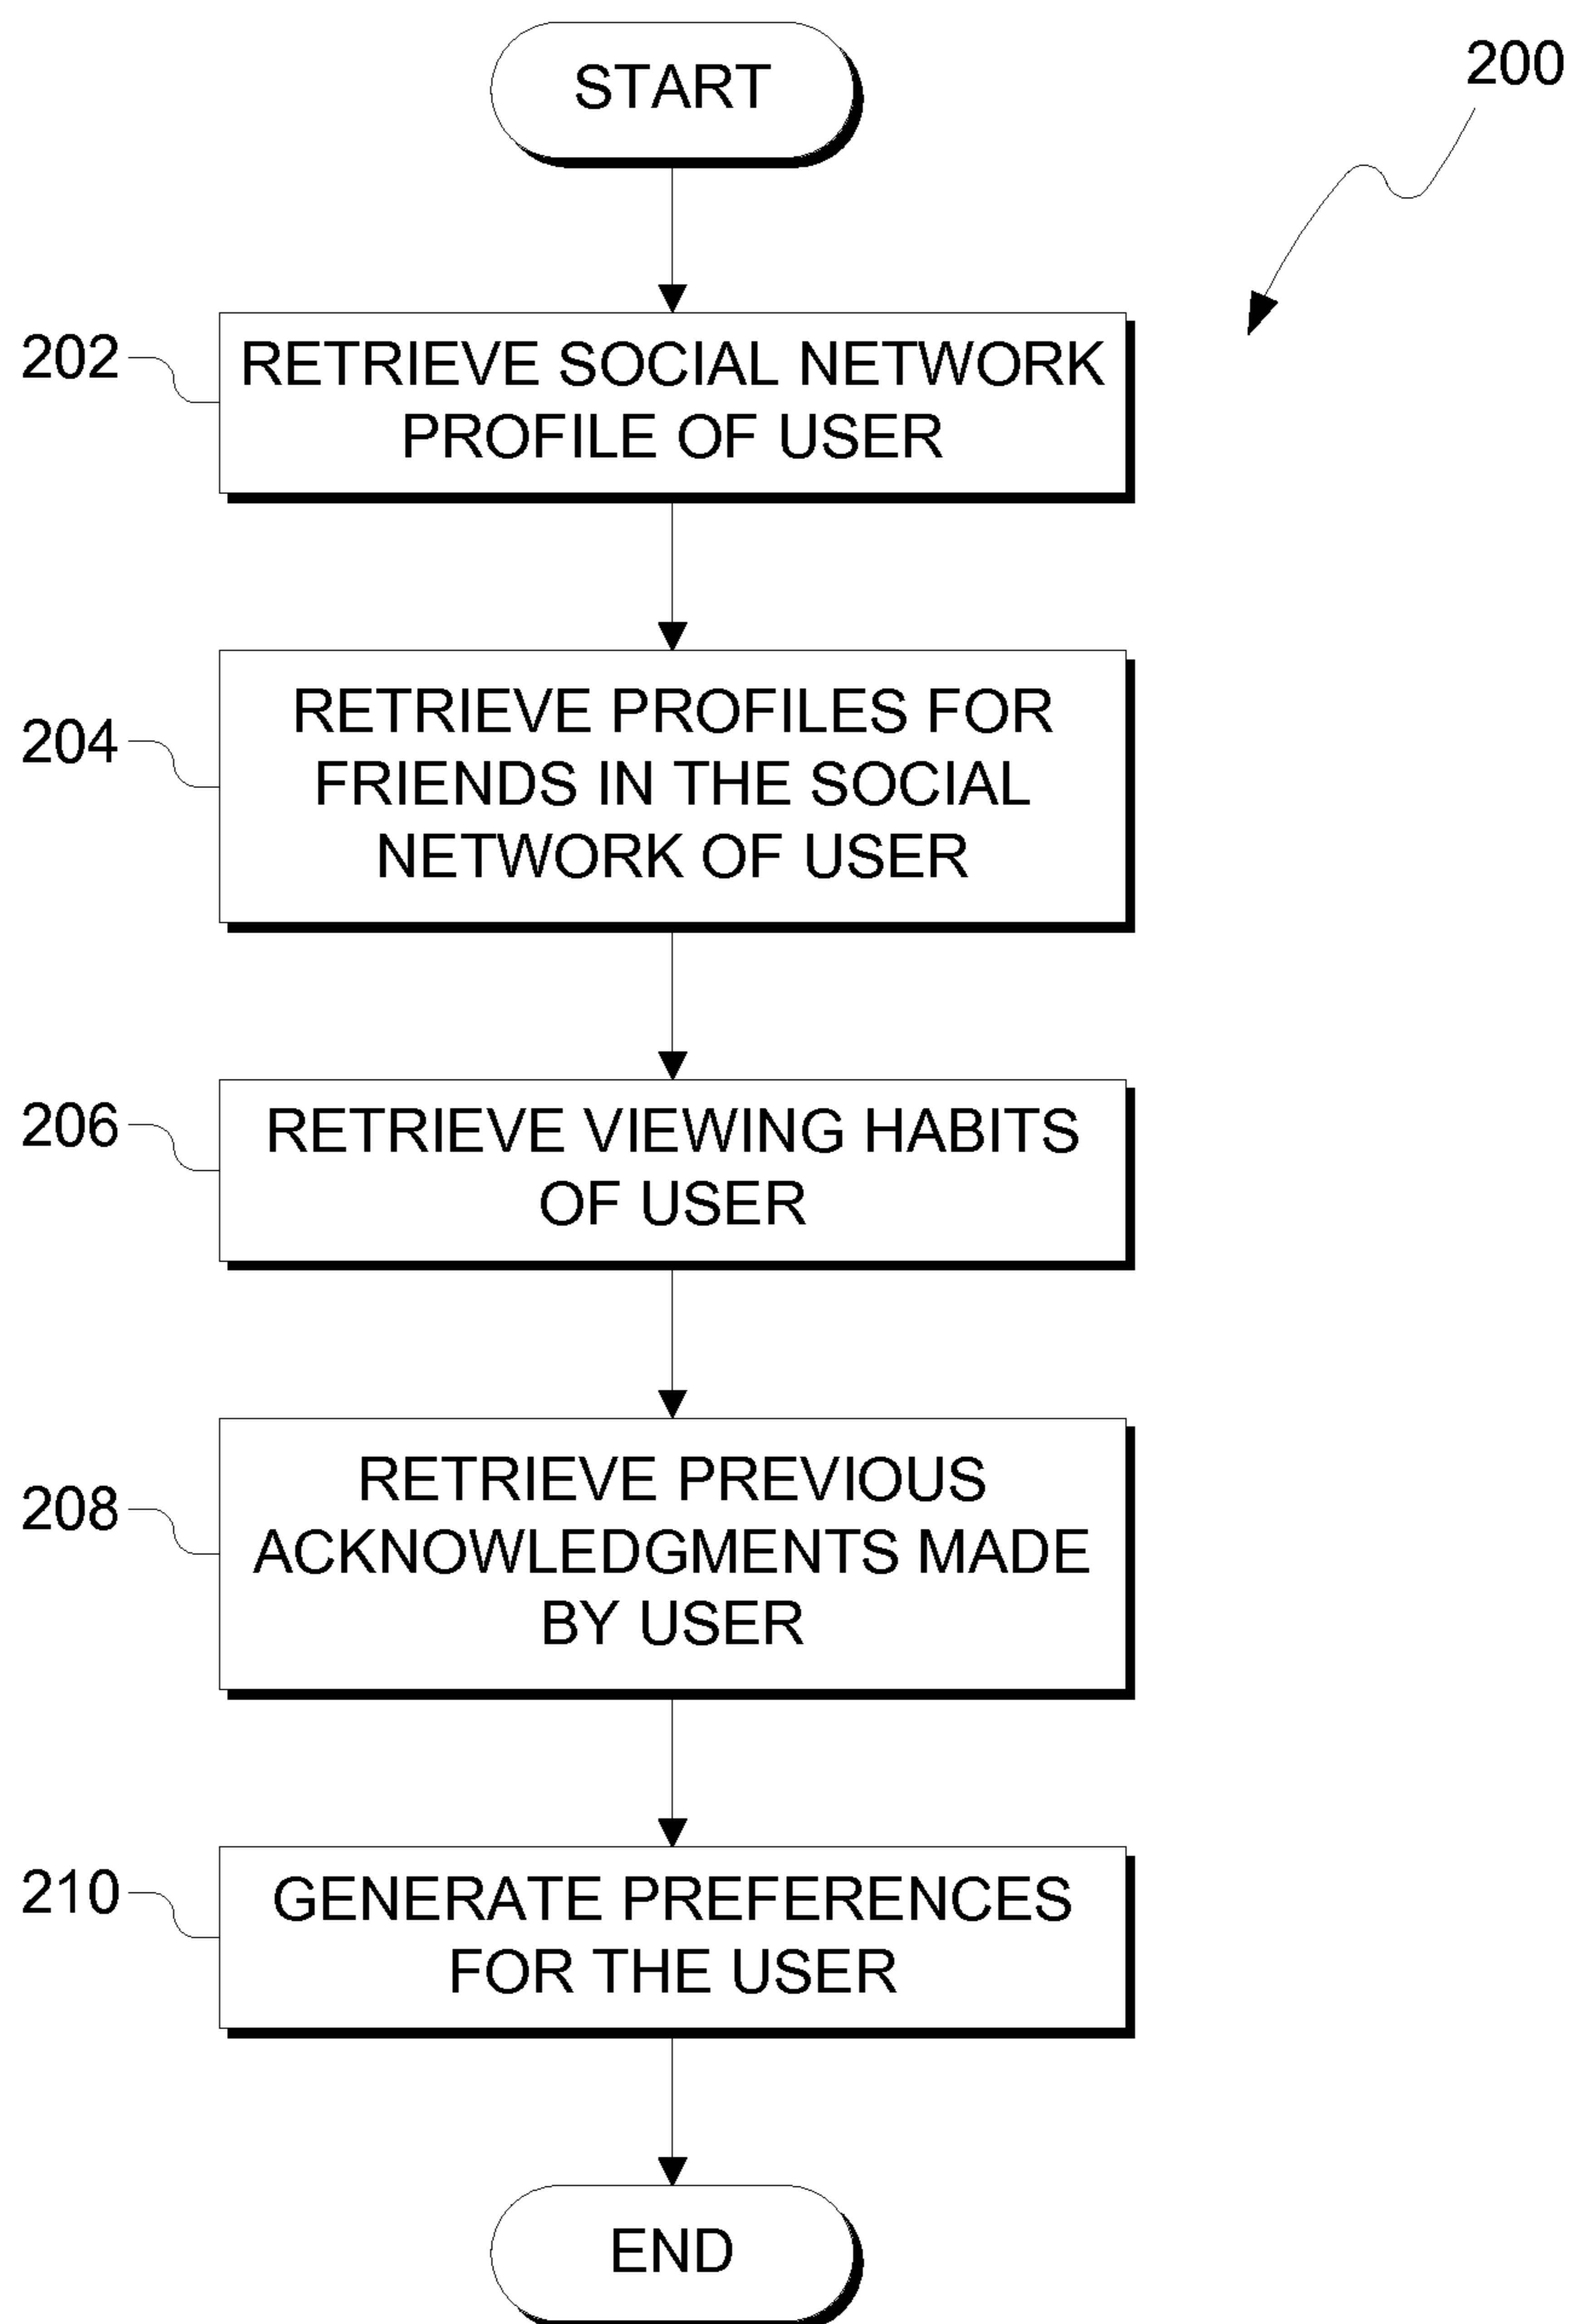 START
200
202
RETRIEVE SOCIAL NETWORK
PROFILE OF USER
204
RETRIEVE PROFILES FOR
FRIENDS IN THE SOCIAL
NETWORK OF USER
206
RETRIEVE VIEWING HABITS
OF USER
208
RETRIEVE PREVIOUS
ACKNOWLEDGMENTS MADE
BY USER
210
GENERATE PREFERENCES
FOR THE USER
END